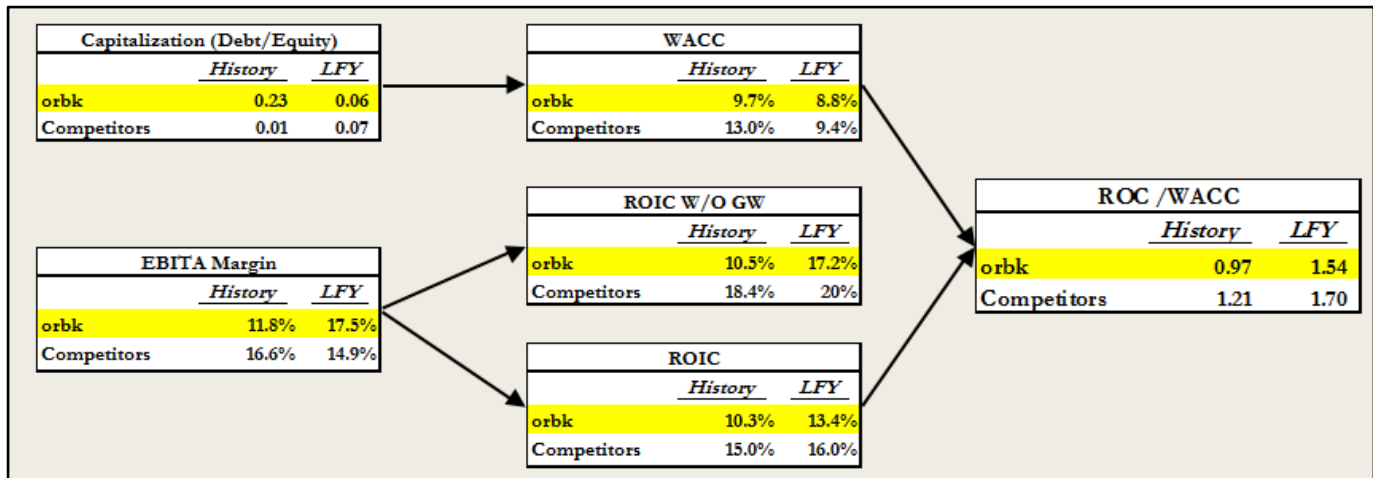 Capitalization (Debt/Equity)
History LFY
orbk 0.23 0.06
Competitors 0.01 0.07
WACC
History LFY
orbk 9.7% 8.8%
Competitors 13.0% 9.4%
ROIC W/O GW
History LFY
orbk 10.5% 17.2%
Competitors 18.4% 20%
EBITA Margin
History LFY
orbk 11.8% 17.5%
Competitors 16.6% 14.9%
ROIC
History LFY
orbk 10.3% 13.4%
Competitors 15.0% 16.0%
ROC /WACC
History LFY
orbk 0.97 1.54
Competitors 1.21 1.70